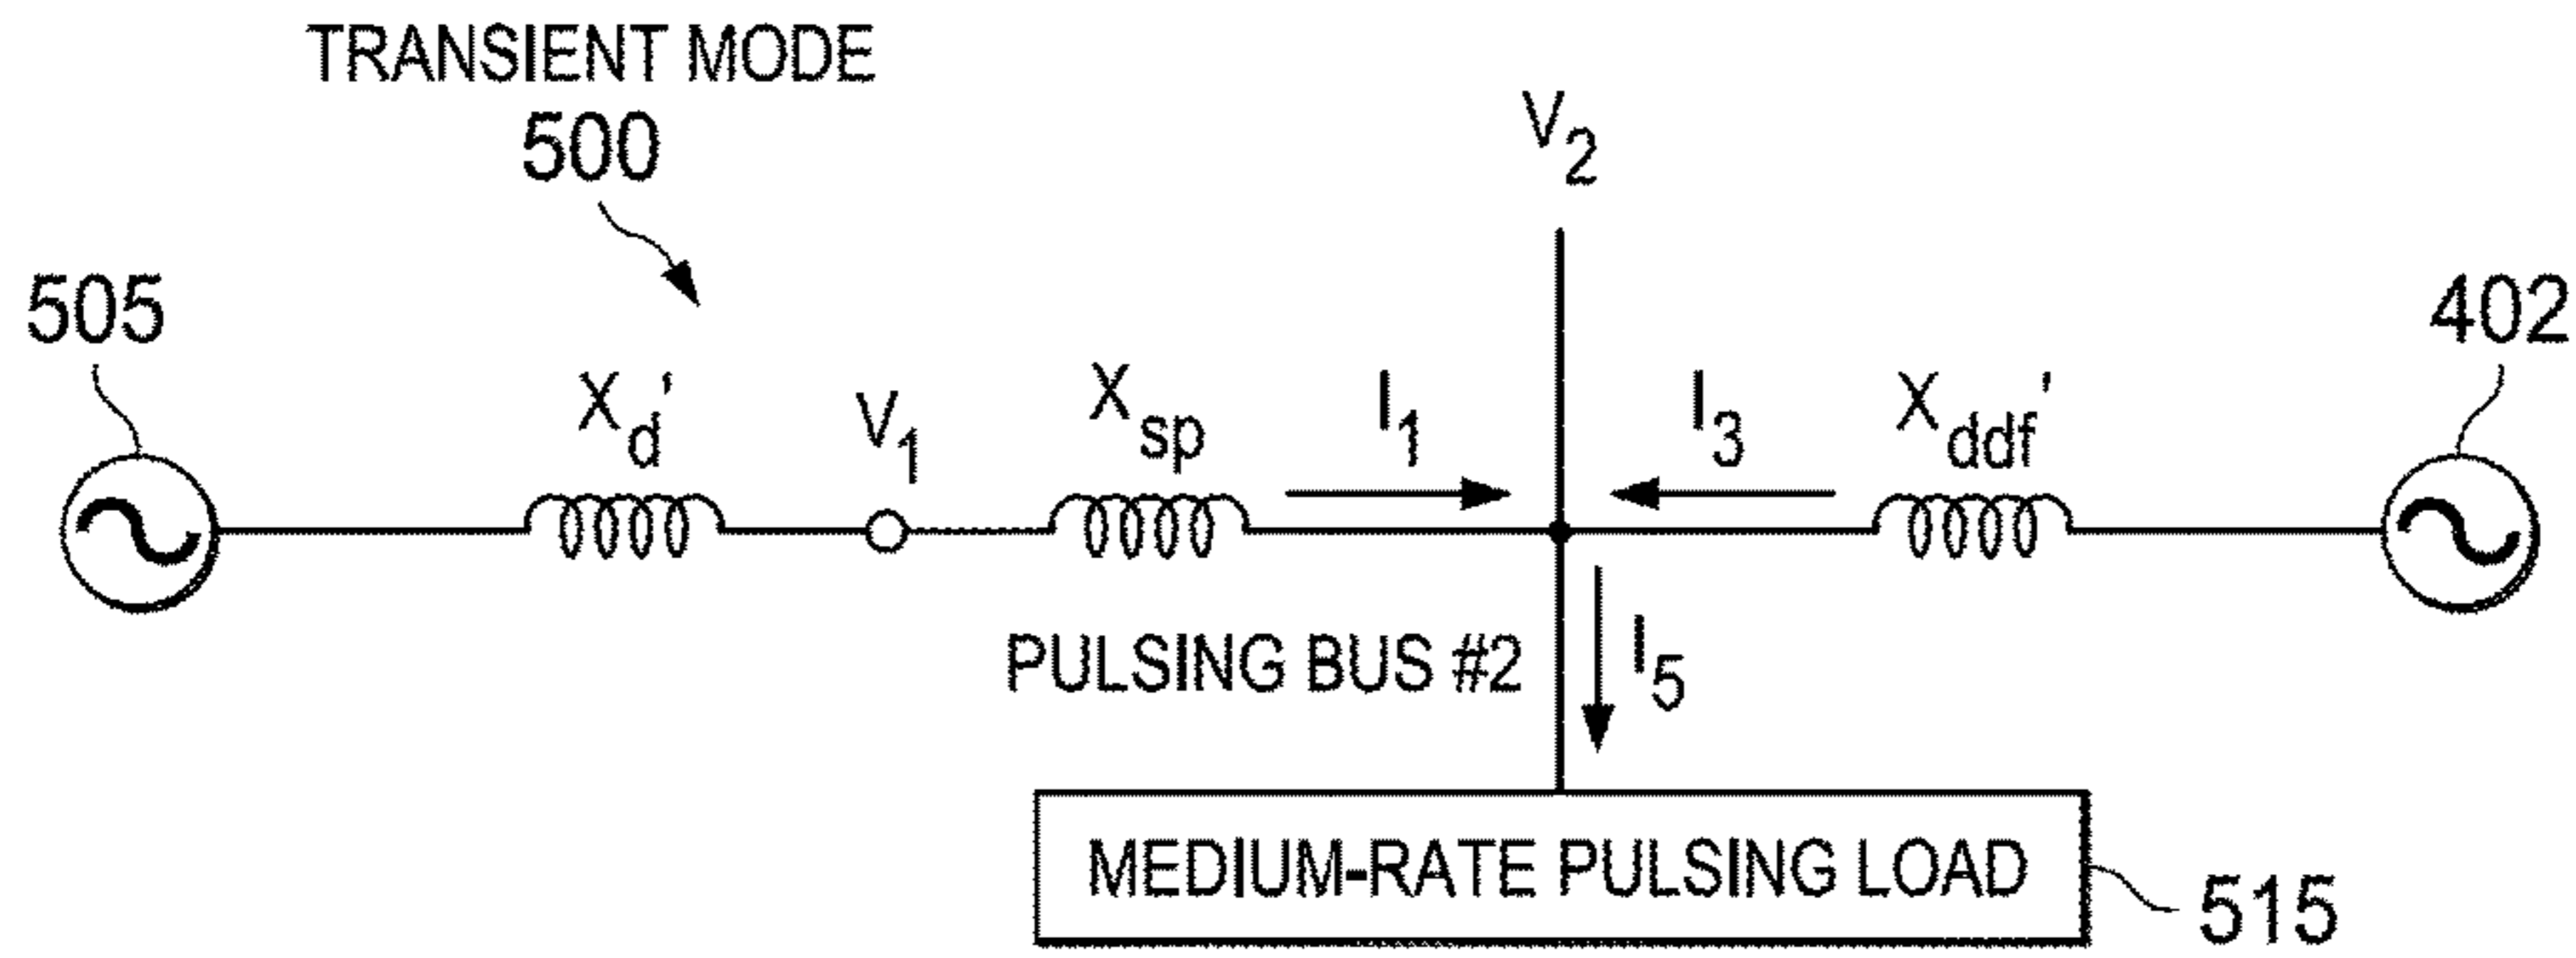 TRANSIENT MODE
500
V2
505
402
Xd'
V1
Xsp
I1
I3
Xddf'
PULSING BUS #2
I5
MEDIUM-RATE PULSING LOAD
515